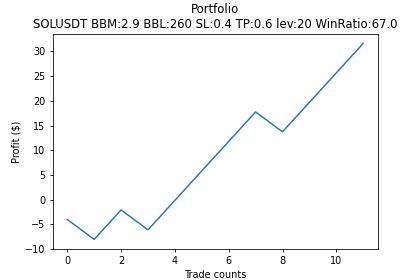 Portfolio
SOLUSDT BBM:2.9 BBL:260 SL:0.4 TP:0.6 lev:20 WinRatio:67.0
30
25
20
15
10
5
0
−5
−10
Profit ($)
0 2 4 6 8 10
Trade counts